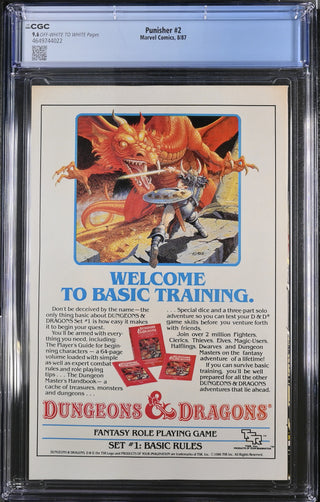 CGC
Punisher #2
9.6 OFF-WHITE TO WHITE Pages
Marvel Comics, 8/87
4649744022
WELCOME
TO BASIC TRAINING.
Don't be deceived by the name—the
only thing basic about DUNGEONS &
DRAGONS Set #1 is how easy it makes
it to begin your quest.
You'll be armed with every-
thing you need, including:
The Player's Guide for begin-
ning characters — a 64-page
volume loaded with simple
as well as expert combat
rules and role playing
tips . . . The Dungeon
Master's Handbook — a
cache of treasures, monsters
and dungeons . . .
. . . Special dice and a three-part solo
adventure so you can test your D & D®
game skills before you venture forth
with friends.
Join over 2 million Fighters,
Clerics, Thieves, Elves, Magic-Users,
Halflings, Dwarves and Dungeon
Masters on the fantasy
adventure of a lifetime!
If you can survive basic
training, you'll be well
prepared for all the other
DUNGEONS & DRAGONS
adventures that lie ahead.
DUNGEONS & DRAGONS®
FANTASY ROLE PLAYING GAME
SET #1: BASIC RULES